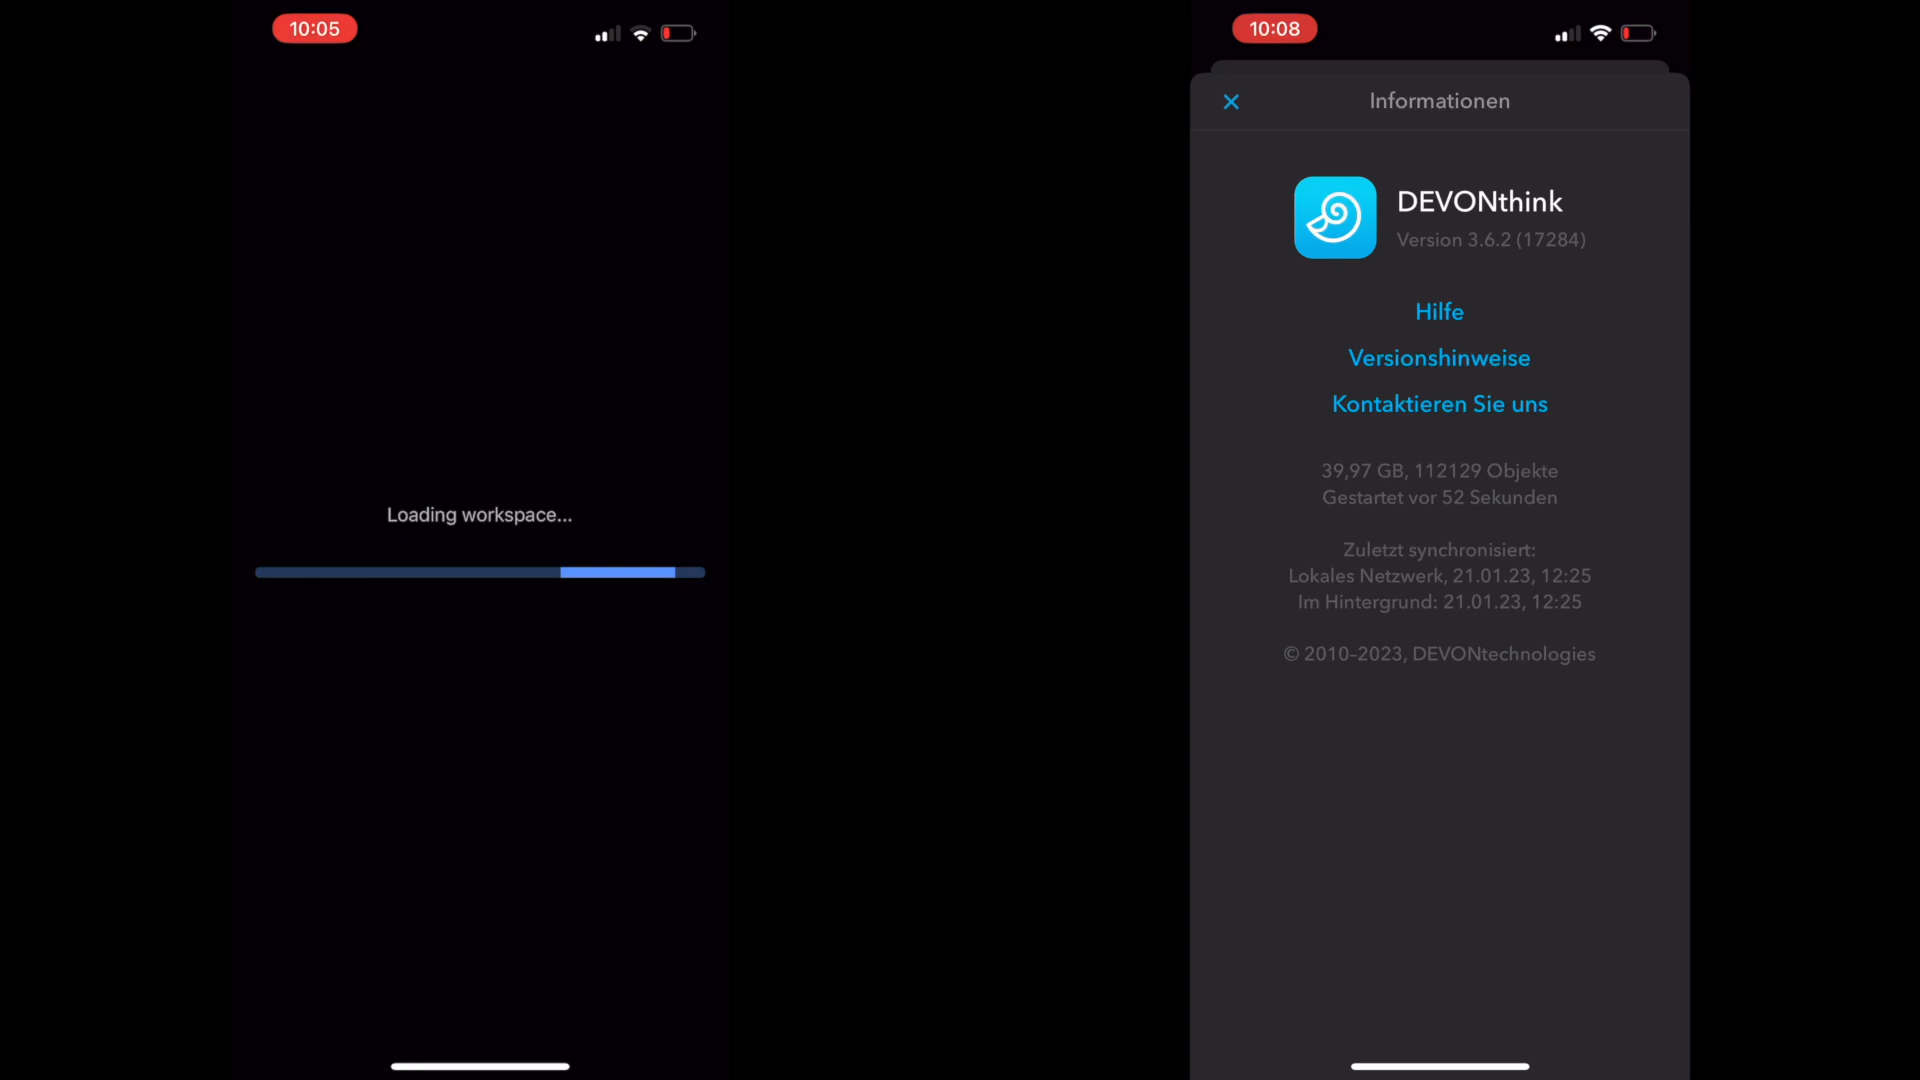 10:05
Loading workspace...
10:08
Informationen
DEVONthink
Version 3.6.2 (17284)
Hilfe
Versionshinweise
Kontaktieren Sie uns
39,97 GB, 112129 Objekte
Gestartet vor 52 Sekunden
Zuletzt synchronisiert:
Lokales Netzwerk, 21.01.23, 12:25
Im Hintergrund: 21.01.23, 12:25
© 2010–2023, DEVONtechnologies